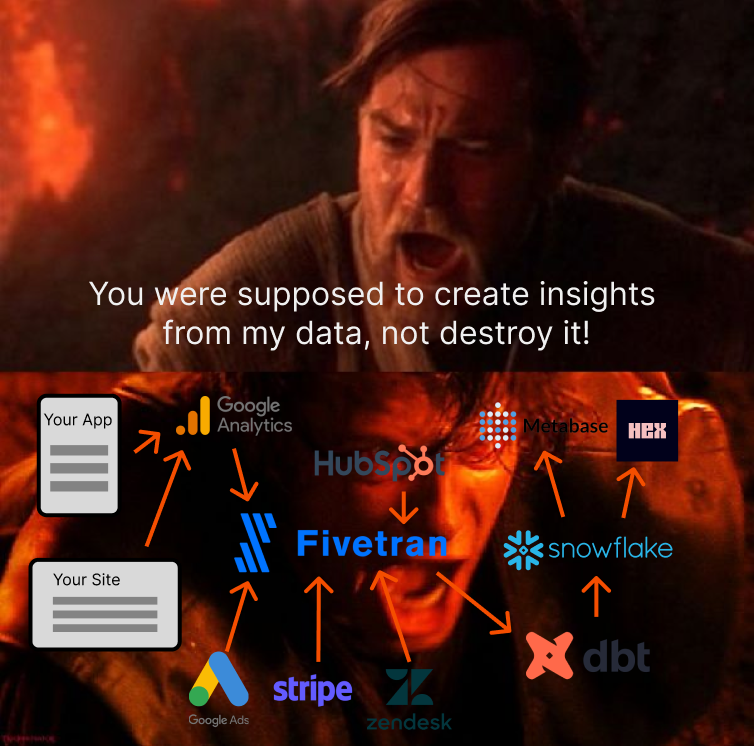 You were supposed to create insights
from my data, not destroy it!
Your App
Google
Analytics
Metabase
HEX
HubSpot
Fivetran
snowflake
Your Site
dbt
stripe
Google Ads
zendesk